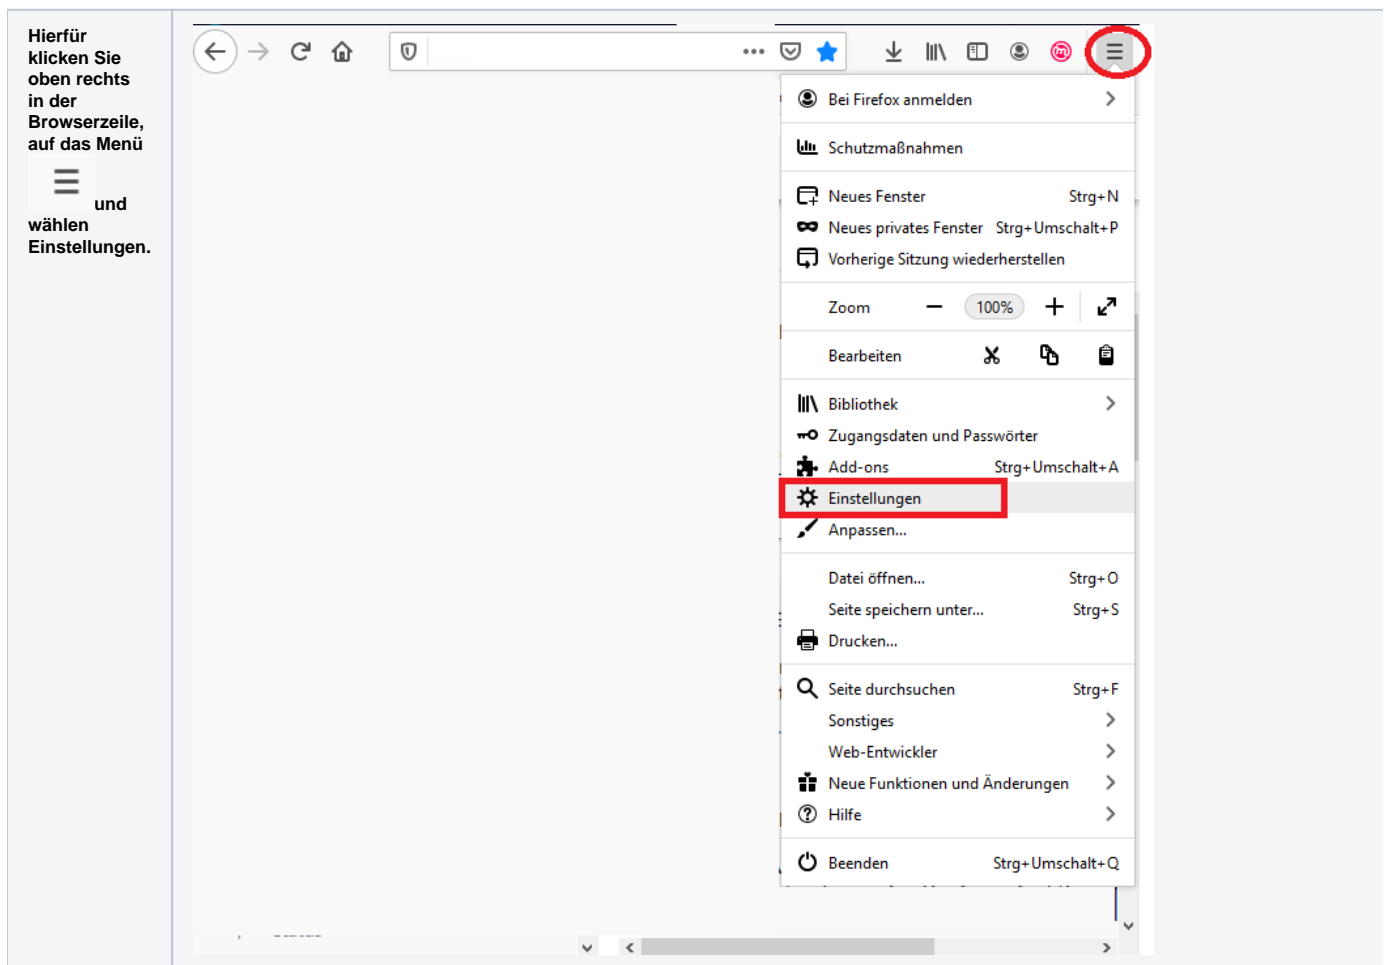 Hierfür
klicken Sie
oben rechts
in der
Browserzeile,
auf das Menü
und
wählen
Einstellungen.
Bei Firefox anmelden
Schutzmaßnahmen
Neues Fenster Strg+N
Neues privates Fenster Strg+Umschalt+P
Vorherige Sitzung wiederherstellen
Zoom 100%
Bearbeiten
Bibliothek
Zugangsdaten und Passwörter
Add-ons Strg+Umschalt+A
Einstellungen
Anpassen...
Datei öffnen... Strg+O
Seite speichern unter... Strg+S
Drucken...
Seite durchsuchen Strg+F
Sonstiges
Web-Entwickler
Neue Funktionen und Änderungen
Hilfe
Beenden Strg+Umschalt+Q